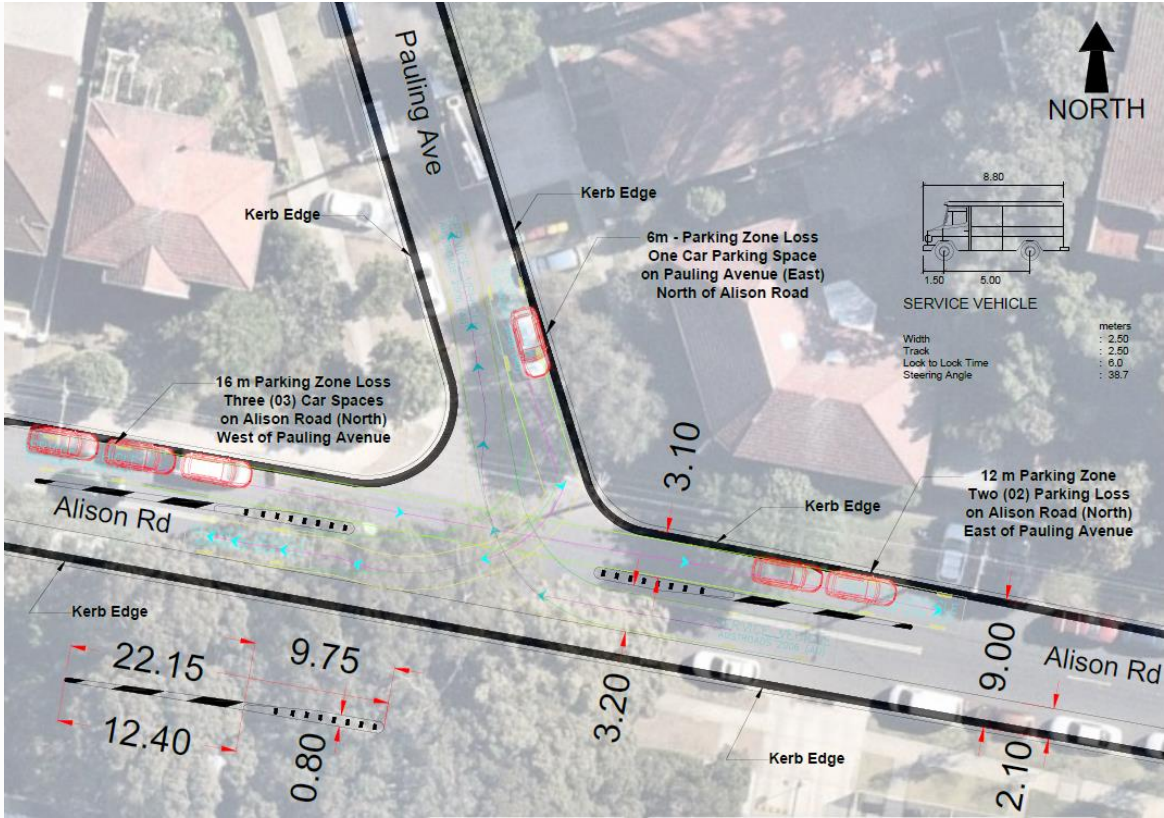 Pauling Ave
NORTH
Kerb Edge
Kerb Edge
8.80
1.50
5.00
SERVICE VEHICLE
meters
Width : 2.50
Track : 2.50
Lock to Lock Time : 6.0
Steering Angle : 38.7
6m - Parking Zone Loss
One Car Parking Space
on Pauling Avenue (East)
North of Alison Road
16 m Parking Zone Loss
Three (03) Car Spaces
on Alison Road (North)
West of Pauling Avenue
3.10
12 m Parking Zone
Two (02) Parking Loss
on Alison Road (North)
East of Pauling Avenue
Kerb Edge
Alison Rd
Kerb Edge
22.15
9.75
12.40
0.80
3.20
9.00
Alison Rd
Kerb Edge
2.10